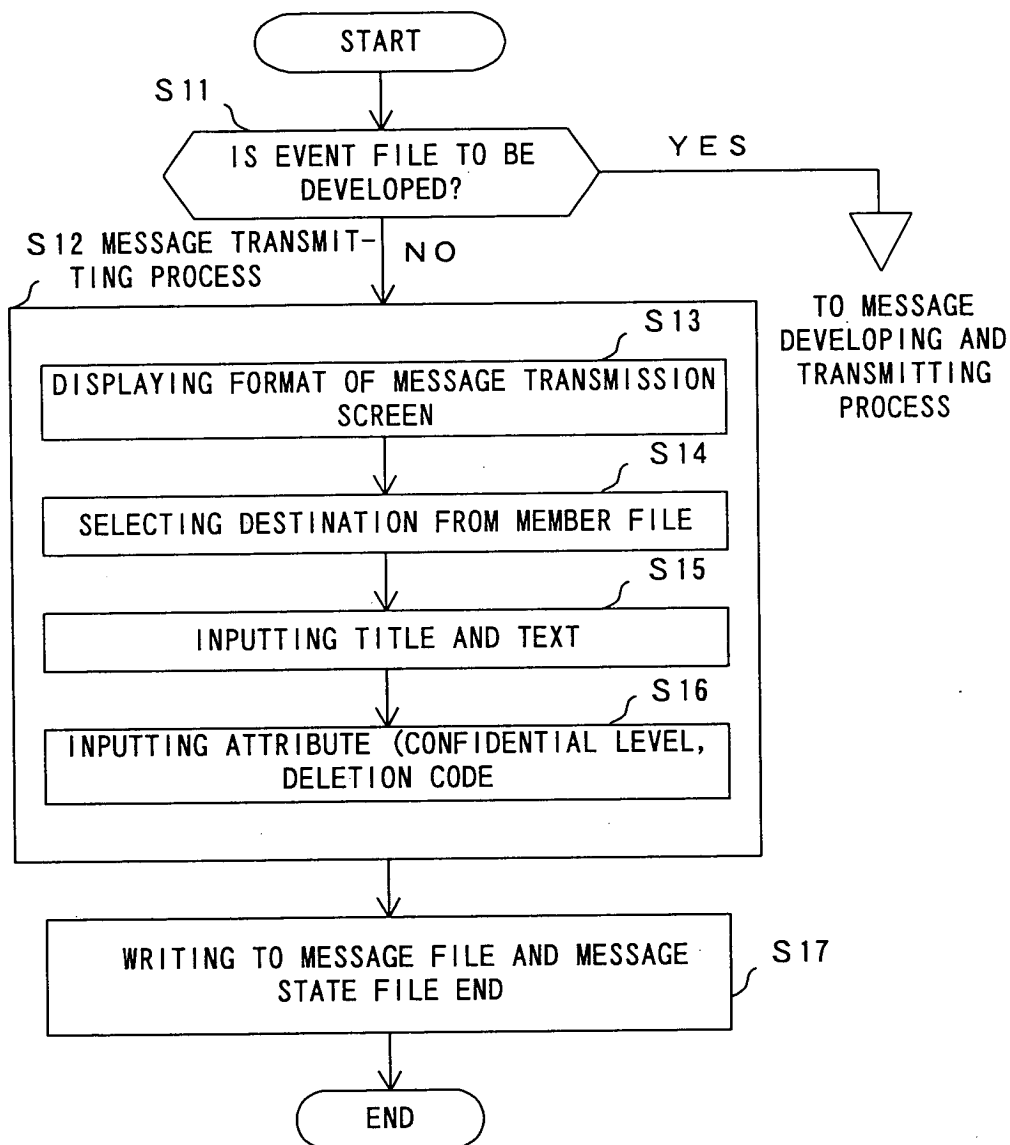 START
S11
IS EVENT FILE TO BE
DEVELOPED?
YES
S12 MESSAGE TRANSMIT-
TING PROCESS
NO
TO MESSAGE
DEVELOPING AND
TRANSMITTING
PROCESS
S13
DISPLAYING FORMAT OF MESSAGE TRANSMISSION
SCREEN
S14
SELECTING DESTINATION FROM MEMBER FILE
S15
INPUTTING TITLE AND TEXT
S16
INPUTTING ATTRIBUTE (CONFIDENTIAL LEVEL,
DELETION CODE
WRITING TO MESSAGE FILE AND MESSAGE
STATE FILE END
S17
END